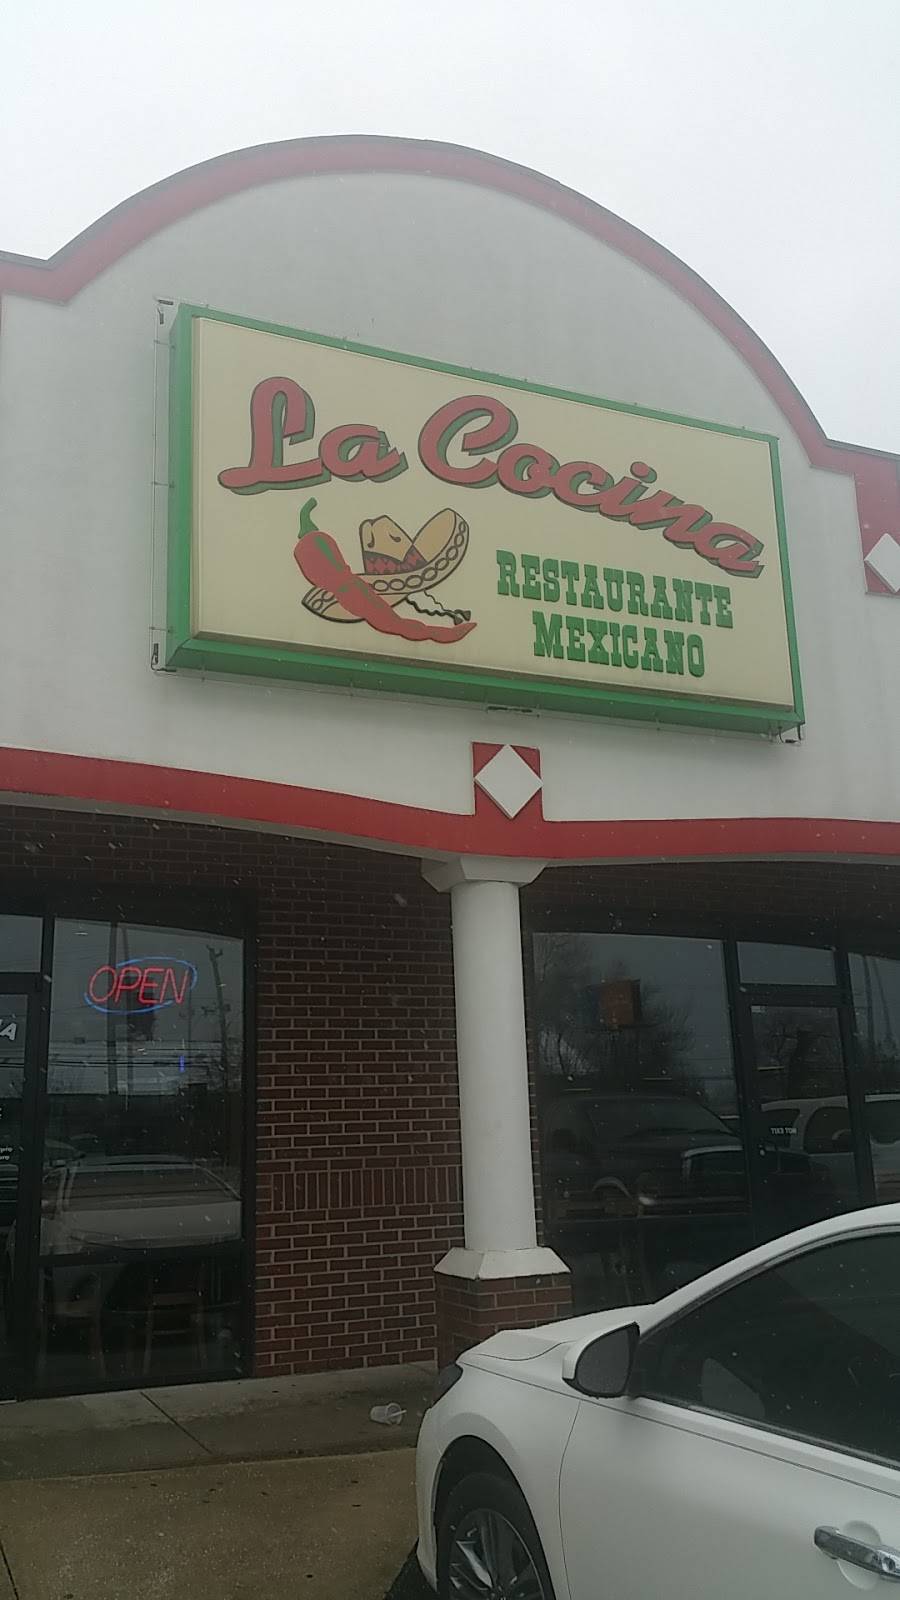 La Cocina
RESTAURANTE
MEXICANO
OPEN